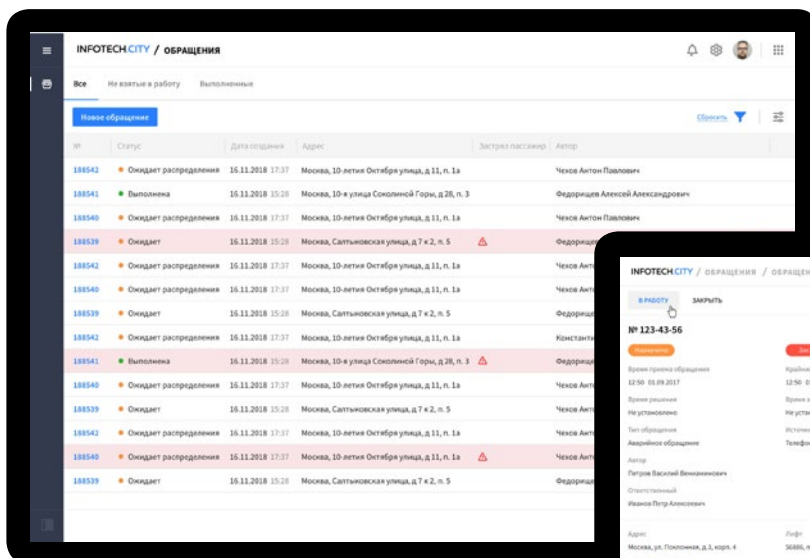 INFOTECH.CITY / ОБРАЩЕНИЯ
Все Не взятые в работу Выполненные
Новое обращение Сбросить
№ Статус Дата создания Адрес Застрял пассажир Автор
188542 Ожидает распределения 16.11.2018 17:37 Москва, 10-летия Октября улица, д 11, п. 1а Чехов Антон Павлович
188541 Выполнена 16.11.2018 15:28 Москва, 10-я улица Соколиной Горы, д 28, п. 3 Федорищев Алексей Александрович
188540 Ожидает распределения 16.11.2018 17:37 Москва, 10-летия Октября улица, д 11, п. 1а Чехов Антон Павлович
188539 Ожидает 16.11.2018 15:28 Москва, Салтыковская улица, д 7 к 2, п. 5
188542 Ожидает распределения 16.11.2018 17:37 Москва, 10-летия Октября улица, д 11, п. 1а Чехов
188540 Ожидает распределения 16.11.2018 17:37 Москва, 10-летия Октября улица, д 11, п. 1а Чехов
188539 Ожидает 16.11.2018 15:28 Москва, Салтыковская улица, д 7 к 2, п. 5
188542 Ожидает распределения 16.11.2018 17:37 Москва, 10-летия Октября улица, д 11, п. 1а
188541 Выполнена 16.11.2018 15:28 Москва, 10-я улица Соколиной Горы, д 28, п. 3
188540 Ожидает распределения 16.11.2018 17:37 Москва, 10-летия Октября улица, д 11, п. 1а Чехов
188539 Ожидает 16.11.2018 15:28 Москва, Салтыковская улица, д 7 к 2, п. 5
188542 Ожидает распределения 16.11.2018 17:37 Москва, 10-летия Октября улица, д 11, п. 1а Чехов
188540 Ожидает распределения 16.11.2018 17:37 Москва, 10-летия Октября улица, д 11, п. 1а Чехов
188539 Ожидает 16.11.2018 15:28 Москва, Салтыковская улица, д 7 к 2, п. 5
INFOTECH.CITY / ОБРАЩЕНИЯ /
В РАБОТУ ЗАКРЫТЬ
№ 123-43-56
Время приема обращения
12:50 01.09.2017 12:50
Время решения Время
Не установлено
Тип обращения
Аварийное обращение
Автор
Петров Василий Вениаминович
Ответственный
Иванов Петр Алексеевич
Адрес Лифт
Москва, ул. Поклонная, д.3, корп. 4 56886,